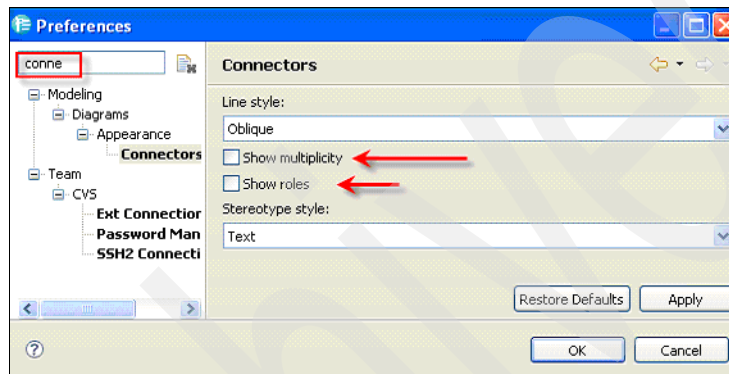 Preferences
conne
Connectors
Modeling
Diagrams
Appearance
Connectors
Team
CVS
Ext Connection
Password Man
SSH2 Connecti
Line style:
Oblique
Show multiplicity
Show roles
Stereotype style:
Text
Restore Defaults
Apply
OK
Cancel